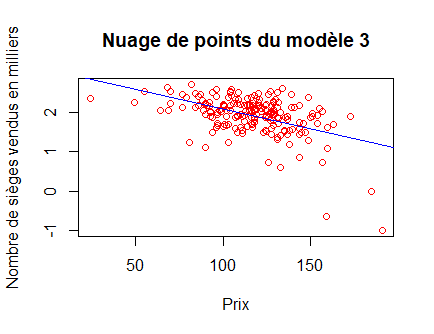 Nuage de points du modèle 3
Nombre de sièges vendus en milliers
2
1
0
-1
50 100 150
Prix